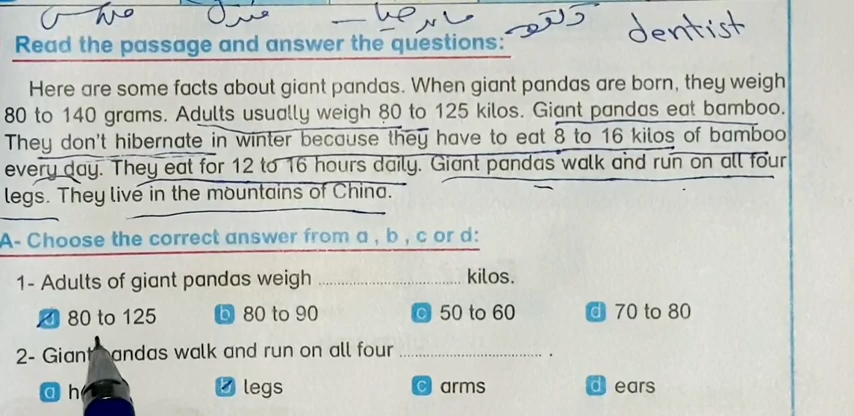 dentist
Read the passage and answer the questions:
Here are some facts about giant pandas. When giant pandas are born, they weigh
80 to 140 grams. Adults usually weigh 80 to 125 kilos. Giant pandas eat bamboo.
They don't hibernate in winter because they have to eat 8 to 16 kilos of bamboo
every day. They eat for 12 to 16 hours daily. Giant pandas walk and run on all four
legs. They live in the mountains of China.
A- Choose the correct answer from a , b , c or d:
1- Adults of giant pandas weigh ........................ kilos.
a 80 to 125 b 80 to 90 c 50 to 60 d 70 to 80
2- Giant pandas walk and run on all four ........................ .
a b legs c arms d ears